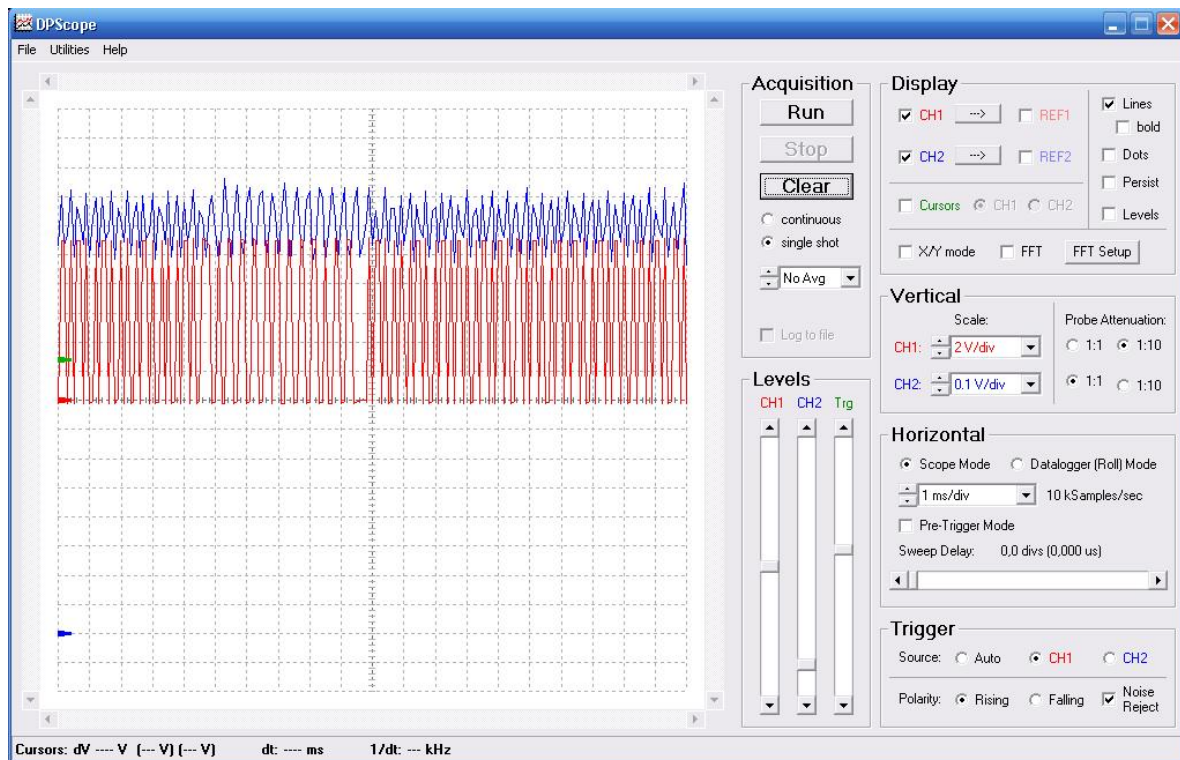 DPScope
File Utilities Help
Acquisition
Run
Stop
Clear
continuous
single shot
No Avg
Log to file
Levels
CH1 CH2 Trg
Display
CH1 ---> REF1
CH2 ---> REF2
Cursors CH1 CH2
Lines
bold
Dots
Persist
Levels
X/Y mode FFT FFT Setup
Vertical
Scale: Probe Attenuation:
CH1: 2 V/div 1:1 1:10
CH2: 0.1 V/div 1:1 1:10
Horizontal
Scope Mode Datalogger (Roll) Mode
1 ms/div 10 kSamples/sec
Pre-Trigger Mode
Sweep Delay: 0,0 divs (0,000 us)
Trigger
Source: Auto CH1 CH2
Polarity: Rising Falling Noise Reject
Cursors: dV ---- V (--- V) (--- V) dt: ---- ms 1/dt: --- kHz